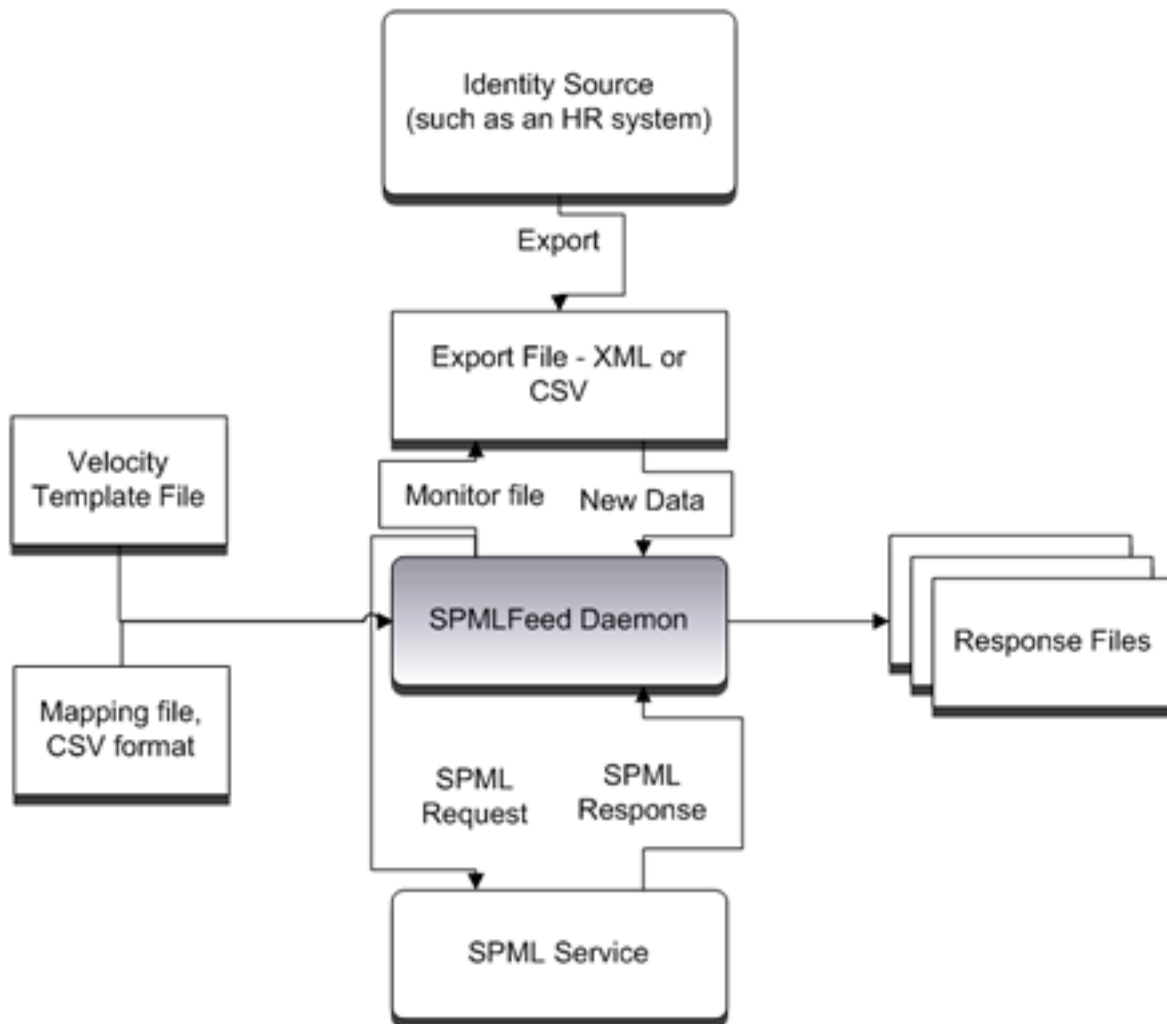 Identity Source
(such as an HR system)
Export
Export File - XML or
CSV
Velocity
Template File
Monitor file
New Data
SPMLFeed Daemon
Response Files
Mapping file,
CSV format
SPML
Request
SPML
Response
SPML Service